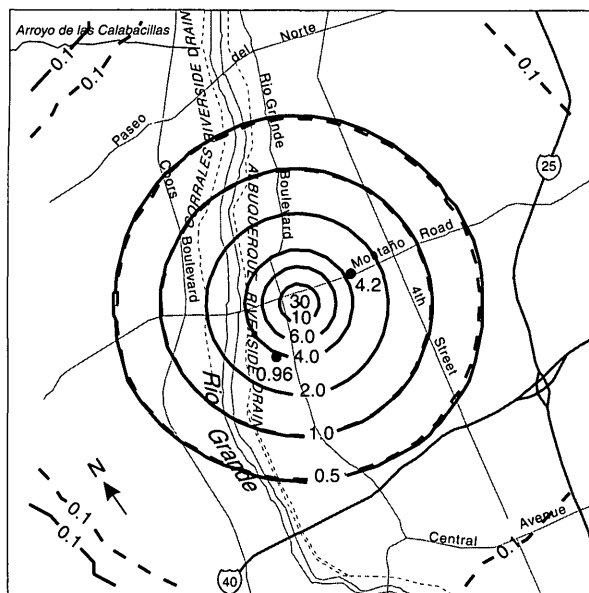 Arroyo de las Calabacillas
0.1
0.1
CORRALES RIVERSIDE DRAIN
Paseo del Norte
0.1
Rio Grande Boulevard
25
Coors Boulevard
ALBUQUERQUE RIVERSIDE DRAIN
Montaño Road
4.2
4th Street
30
10
6.0
4.0
0.96
2.0
1.0
0.5
Rio Grande
N
0.1
0.1
40
Central Avenue
0.1